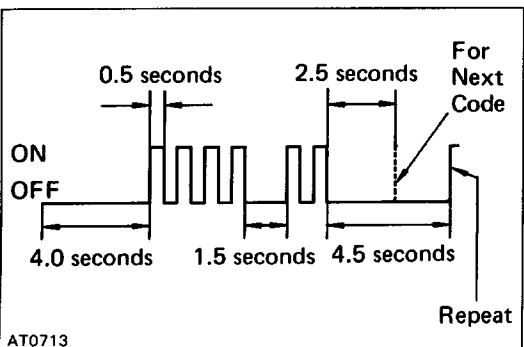 For
0.5 seconds 2.5 seconds Next
Code
ON
OFF
4.0 seconds 1.5 seconds 4.5 seconds
Repeat
AT0713